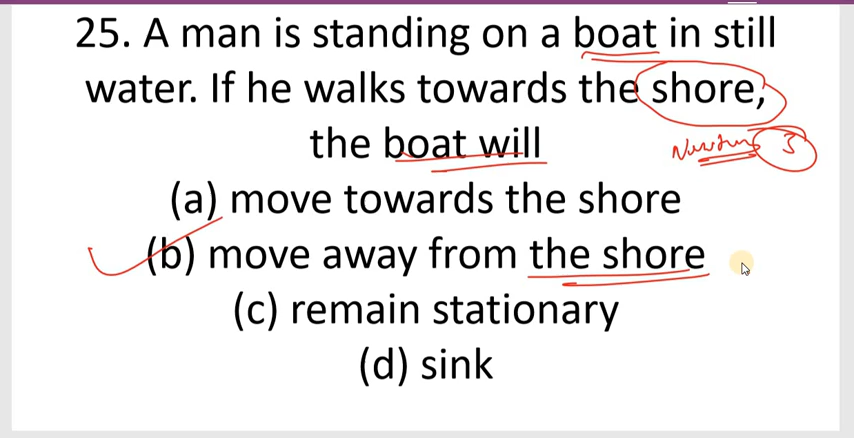 25. A man is standing on a boat in still
water. If he walks towards the shore,
the boat will
3
(a) move towards the shore
(b) move away from the shore
(c) remain stationary
(d) sink